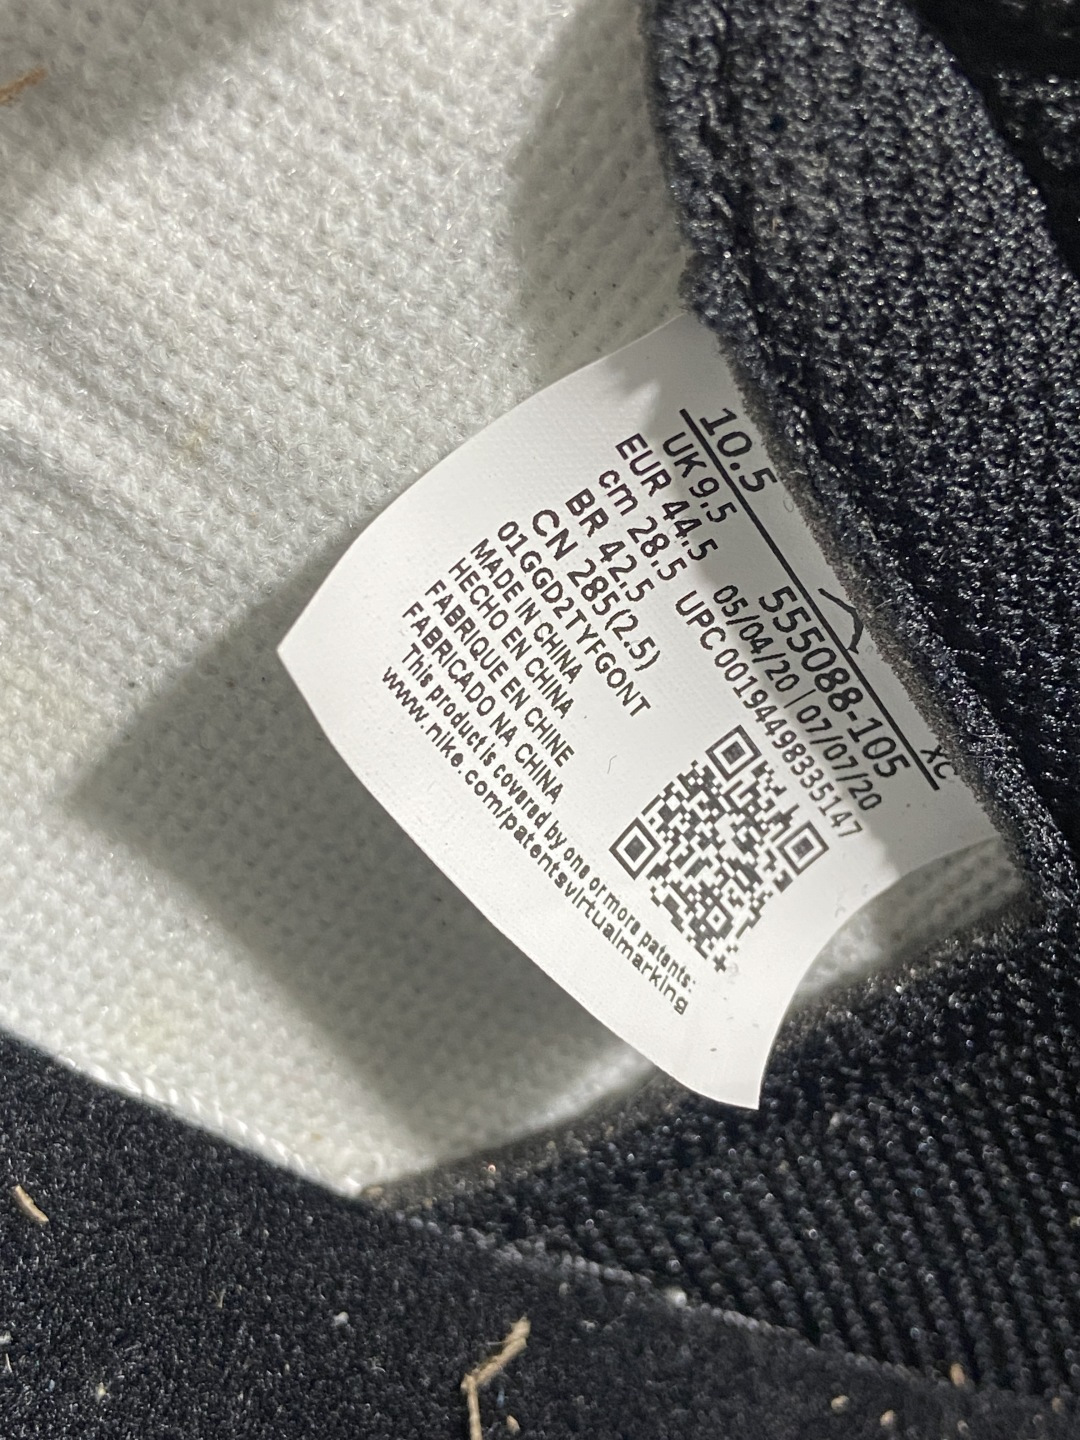 10.5
UK 9.5
EUR 44.5
cm 28.5
BR 42.5
CN 285(2.5)
555088-105 XC
05/04/20 | 07/07/20
UPC 00194498335147
01GGD2TYFGONT
MADE IN CHINA
HECHO EN CHINA
FABRIQUE EN CHINE
FABRICADO NA CHINA
This product is covered by one or more patents:
www.nike.com/patentsvirtualmarking